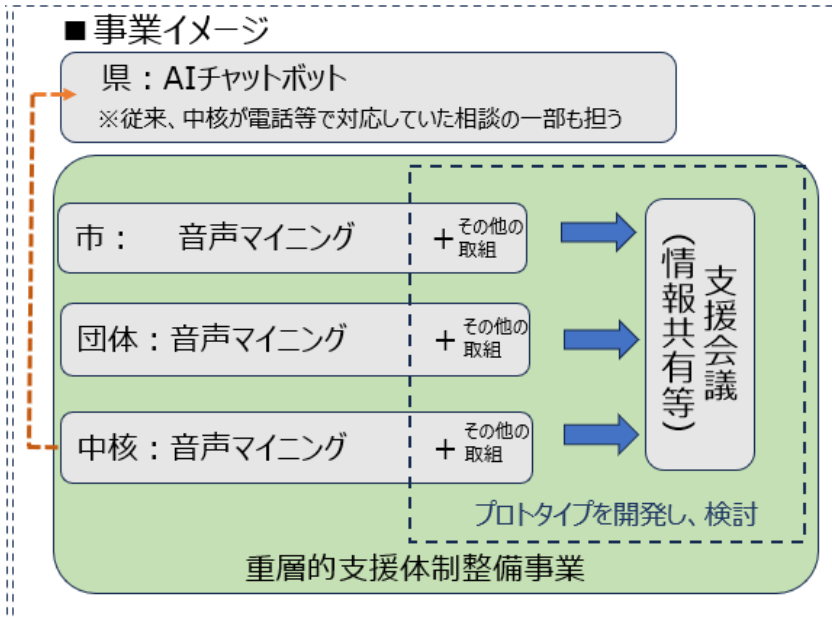 ■事業イメージ
県：AIチャットボット
※従来、中核が電話等で対応していた相談の一部も担う
市：　音声マイニング
＋その他の
取組
団体：音声マイニング
＋その他の
取組
中核：音声マイニング
＋その他の
取組
支援会議
（情報共有等）
プロトタイプを開発し、検討
重層的支援体制整備事業